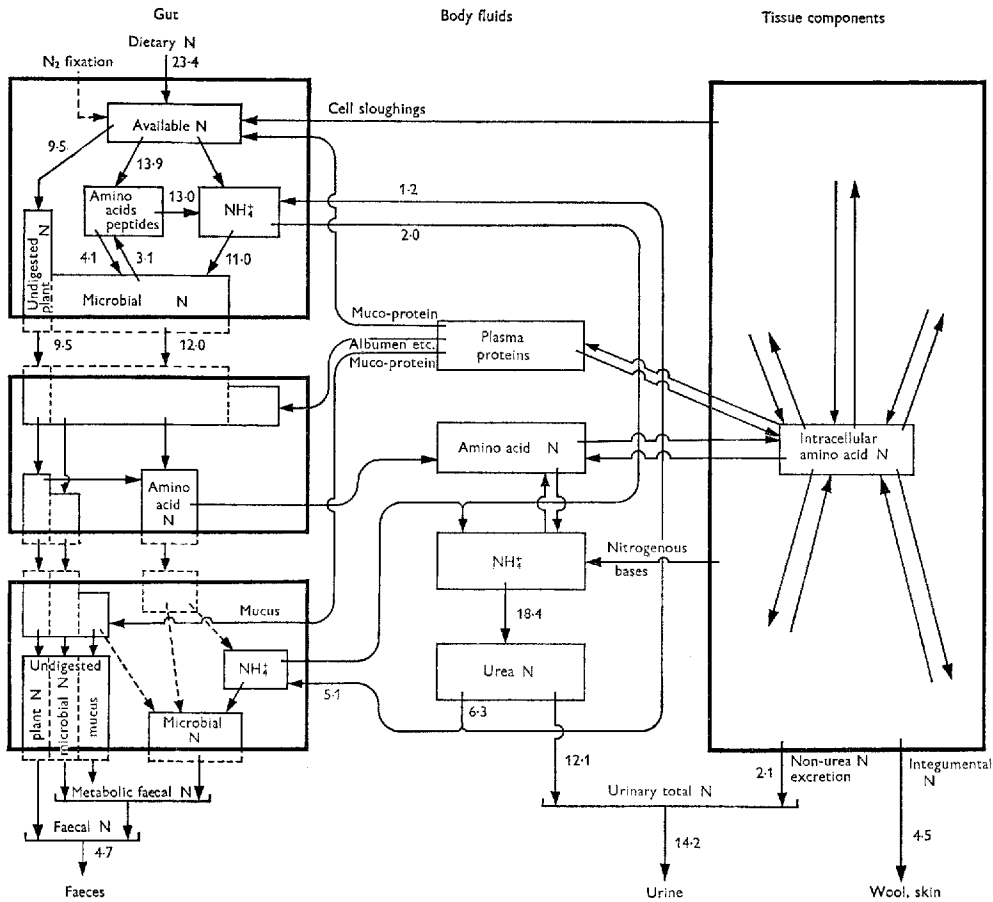 Gut
Body fluids
Tissue components
Dietary N
N₂ fixation
23·4
Cell sloughings
Available N
9·5
13·9
1·2
Amino
acids
peptides
13·0
NH₄⁺
2·0
4·1
3·1
11·0
Undigested
plant N
Microbial N
Muco-protein
Plasma
proteins
9·5
12·0
Albumen etc.
Muco-protein
Amino acid N
Intracellular
amino acid N
Amino
acid
N
NH₄⁺
Nitrogenous
bases
18·4
Mucus
Undigested
plant N
microbial N
mucus
NH₄⁺
5·1
Urea N
6·3
Microbial
N
12·1
2·1
Non-urea N
excretion
Integumental
N
Metabolic faecal N
Urinary total N
Faecal N
4·7
14·2
4·5
Faeces
Urine
Wool, skin